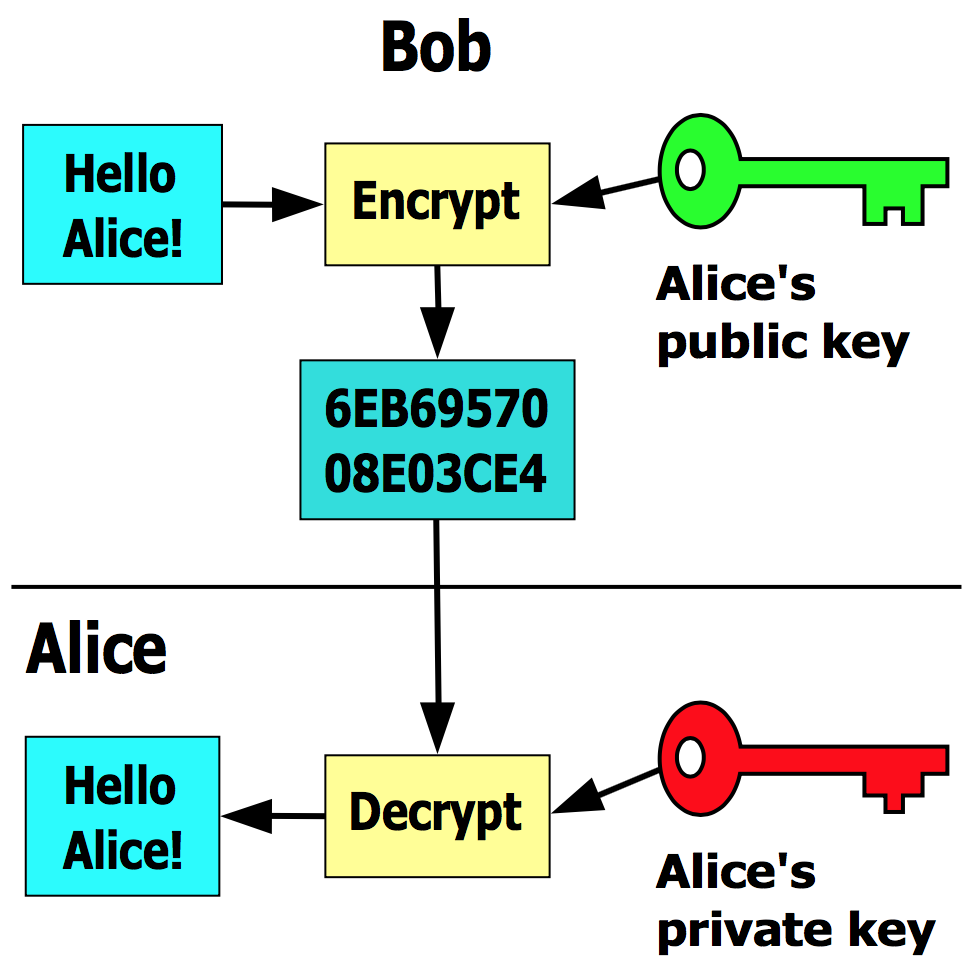 Bob
Hello
Alice!
Encrypt
Alice's
public key
6EB69570
08E03CE4
Alice
Hello
Alice!
Decrypt
Alice's
private key